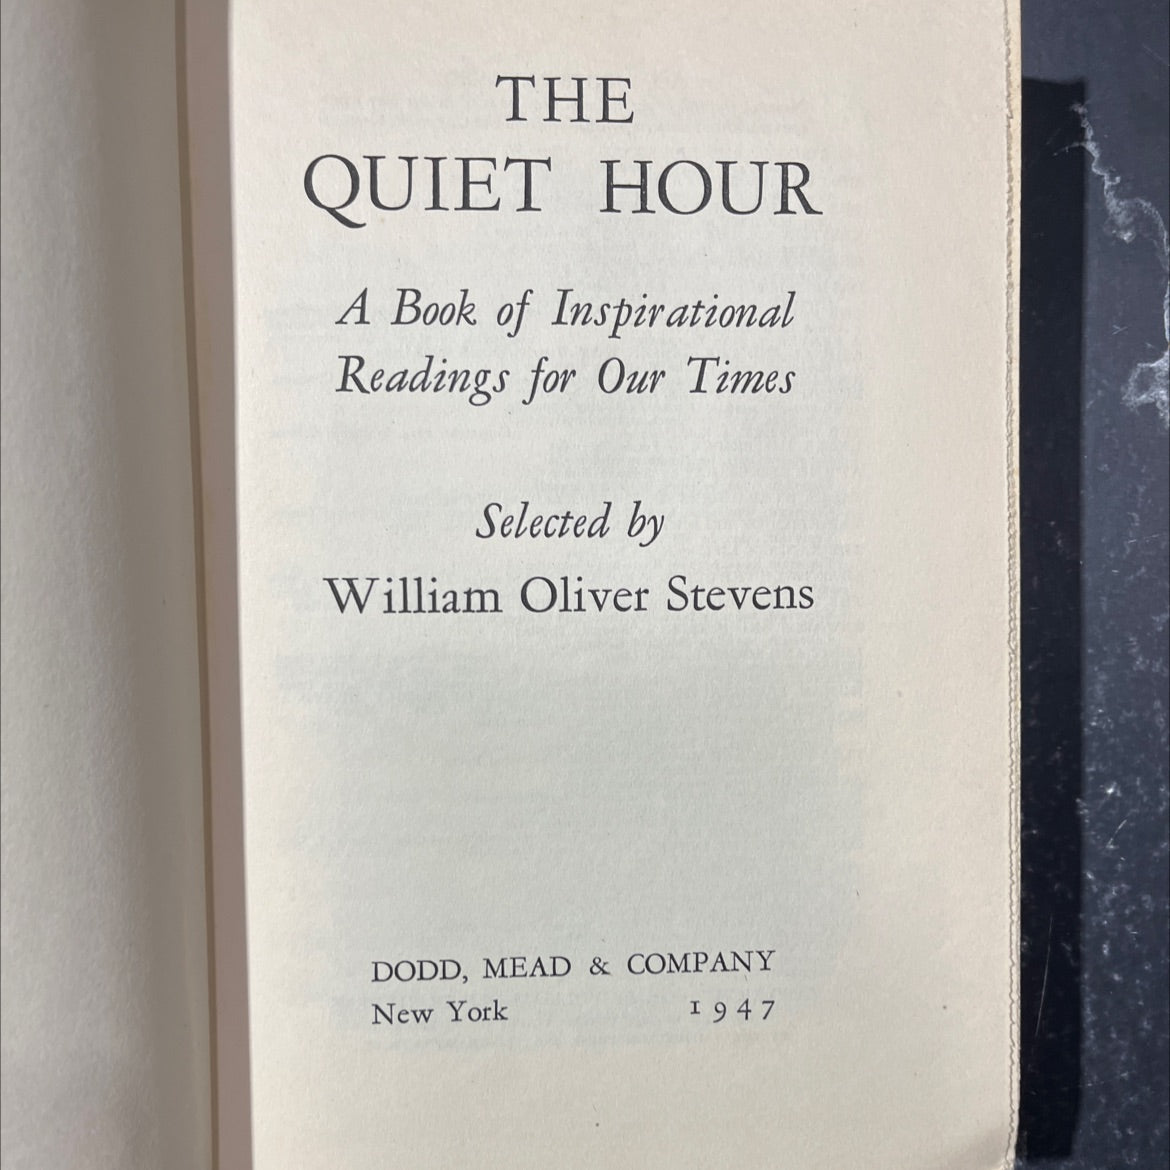 THE
QUIET HOUR
A Book of Inspirational
Readings for Our Times
Selected by
William Oliver Stevens
DODD, MEAD & COMPANY
New York 1947